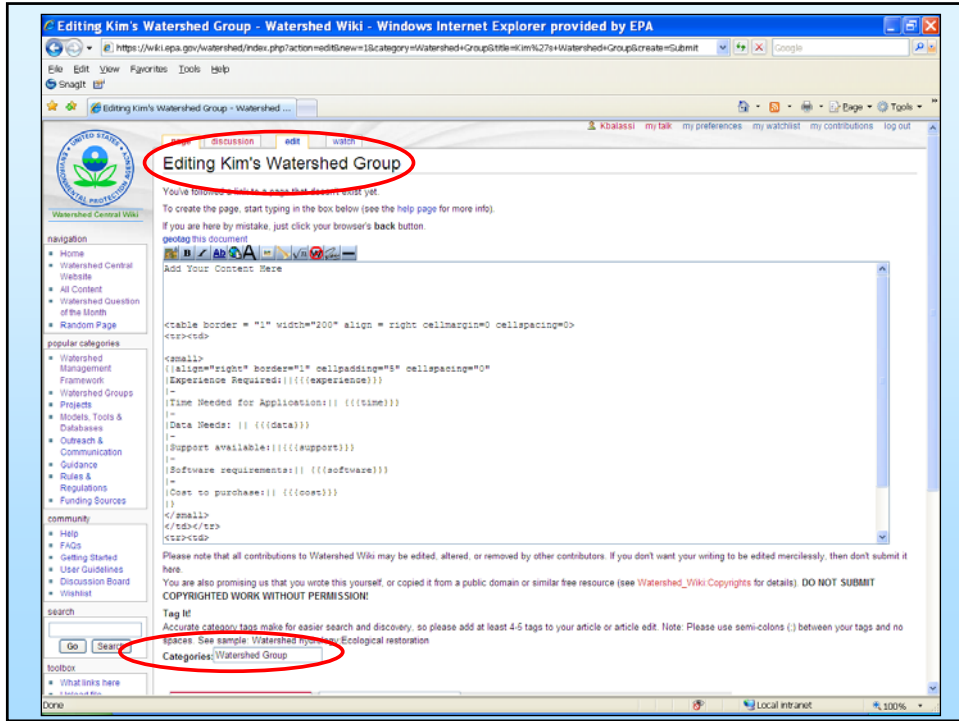 Editing Kim's Watershed Group - Watershed Wiki - Windows Internet Explorer provided by EPA
https://wiki.epa.gov/watershed/index.php?action=edit&new=1&category=Watershed+Group&title=Kim%27s+Watershed+Group&create=Submit
Google
File Edit View Favorites Tools Help
SnagIt
Editing Kim's Watershed Group - Watershed ...
Page Tools
Kbalassi my talk my preferences my watchlist my contributions log out
page discussion edit watch
Editing Kim's Watershed Group
You've followed a link to a page that doesn't exist yet.
To create the page, start typing in the box below (see the help page for more info).
If you are here by mistake, just click your browser's back button.
geotag this document
Add Your Content Here
<table border = "1" width="200" align = right cellmargin=0 cellspacing=0>
<tr><td>
<small>
{|align="right" border="1" cellpadding="5" cellspacing="0"
|Experience Required:||{{{experience}}}
|-
|Time Needed for Application:|| {{{time}}}
|-
|Data Needs: || {{{data}}}
|-
|Support available:||{{{support}}}
|-
|Software requirements:|| {{{software}}}
|-
|Cost to purchase:|| {{{cost}}}
|}
</small>
</td></tr>
<tr><td>
Please note that all contributions to Watershed Wiki may be edited, altered, or removed by other contributors. If you don't want your writing to be edited mercilessly, then don't submit it
here.
You are also promising us that you wrote this yourself, or copied it from a public domain or similar free resource (see Watershed_Wiki:Copyrights for details). DO NOT SUBMIT
COPYRIGHTED WORK WITHOUT PERMISSION!
Tag It!
Accurate category tags make for easier search and discovery, so please add at least 4-5 tags to your article or article edit. Note: Please use semi-colons (;) between your tags and no
spaces. See sample: Watershed hydrology;Ecological restoration
Categories: Watershed Group
UNITED STATES
ENVIRONMENTAL PROTECTION
Watershed Central Wiki
navigation
Home
Watershed Central
Website
All Content
Watershed Question
of the Month
Random Page
popular categories
Watershed
Management
Framework
Watershed Groups
Projects
Models, Tools &
Databases
Outreach &
Communication
Guidance
Rules &
Regulations
Funding Sources
community
Help
FAQs
Getting Started
User Guidelines
Discussion Board
Wishlist
search
Go Search
toolbox
What links here
Upload file
Done
Local intranet
100%